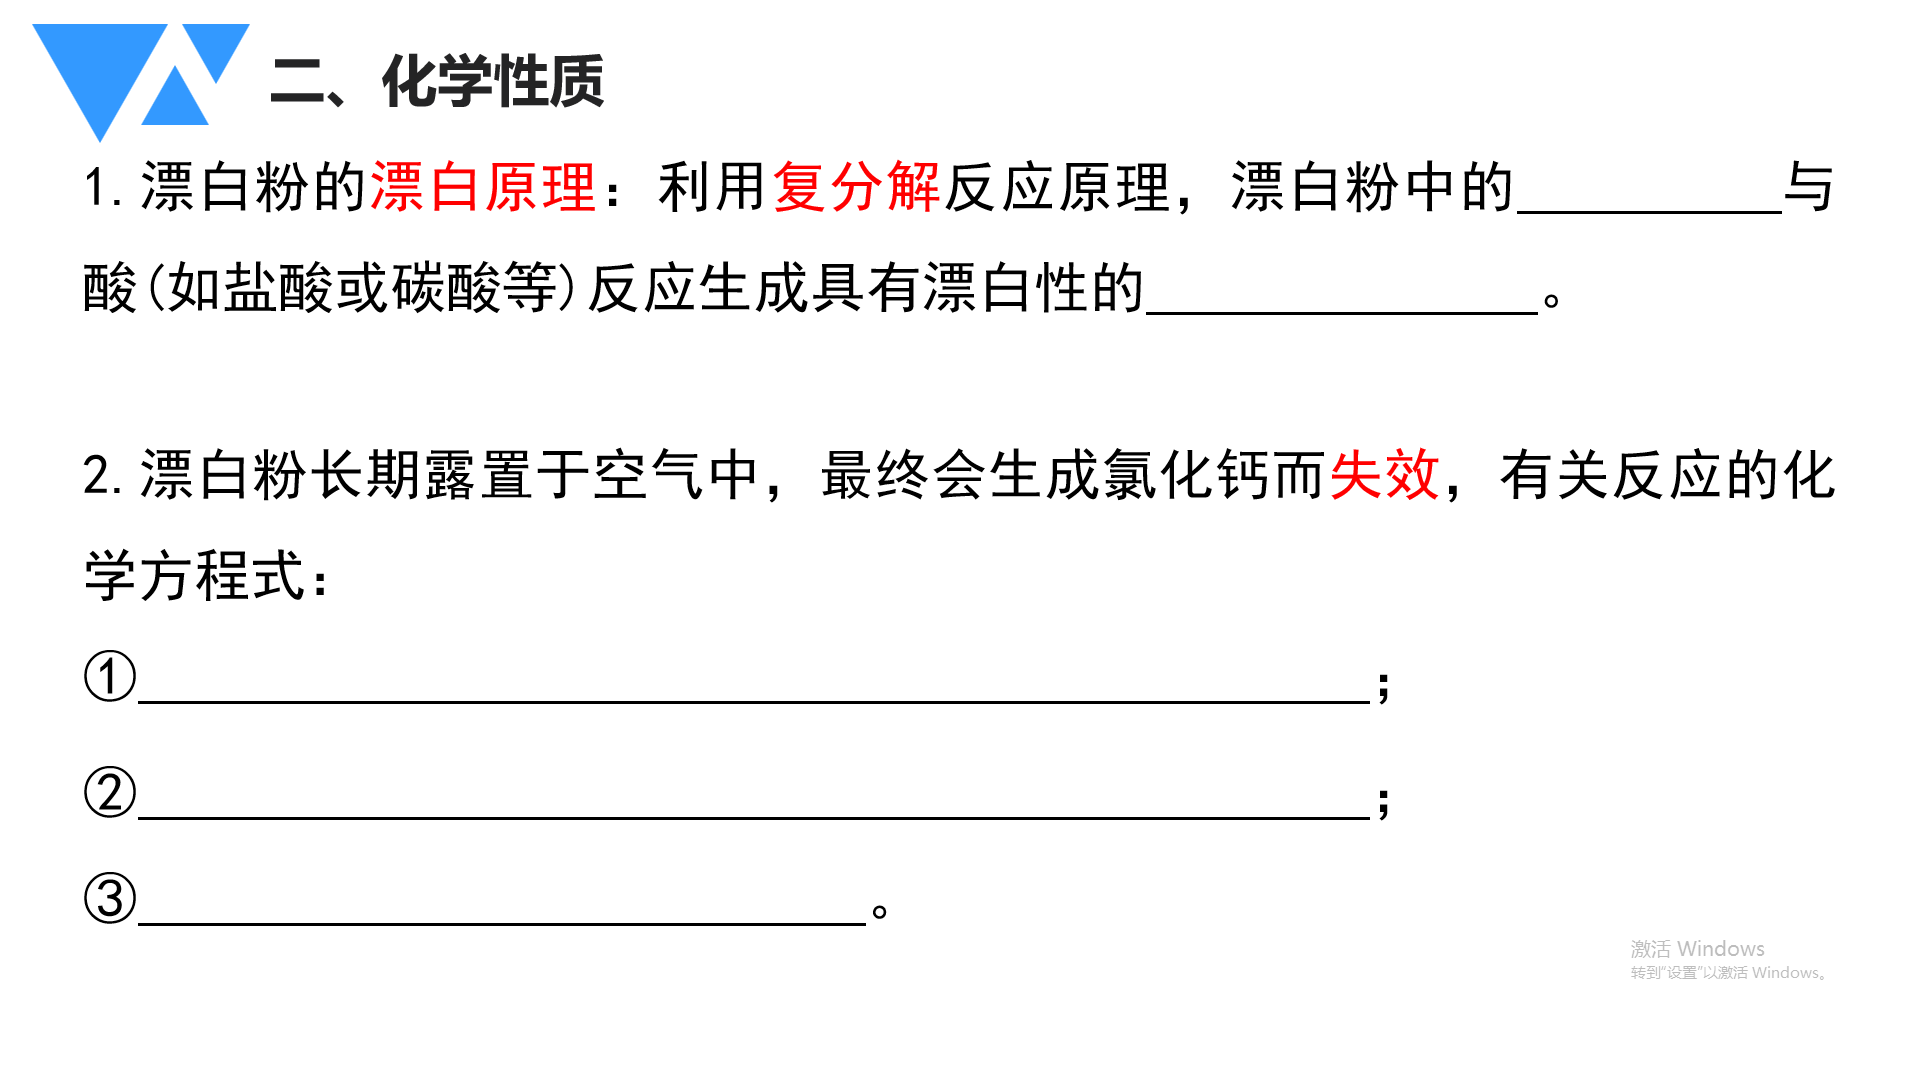 二、化学性质
1.漂白粉的漂白原理：利用复分解反应原理，漂白粉中的__________与
酸(如盐酸或碳酸等)反应生成具有漂白性的______________。
2.漂白粉长期露置于空气中，最终会生成氯化钙而失效，有关反应的化
学方程式：
①____________________________________________；
②____________________________________________；
③__________________________。
激活 Windows
转到“设置”以激活 Windows。